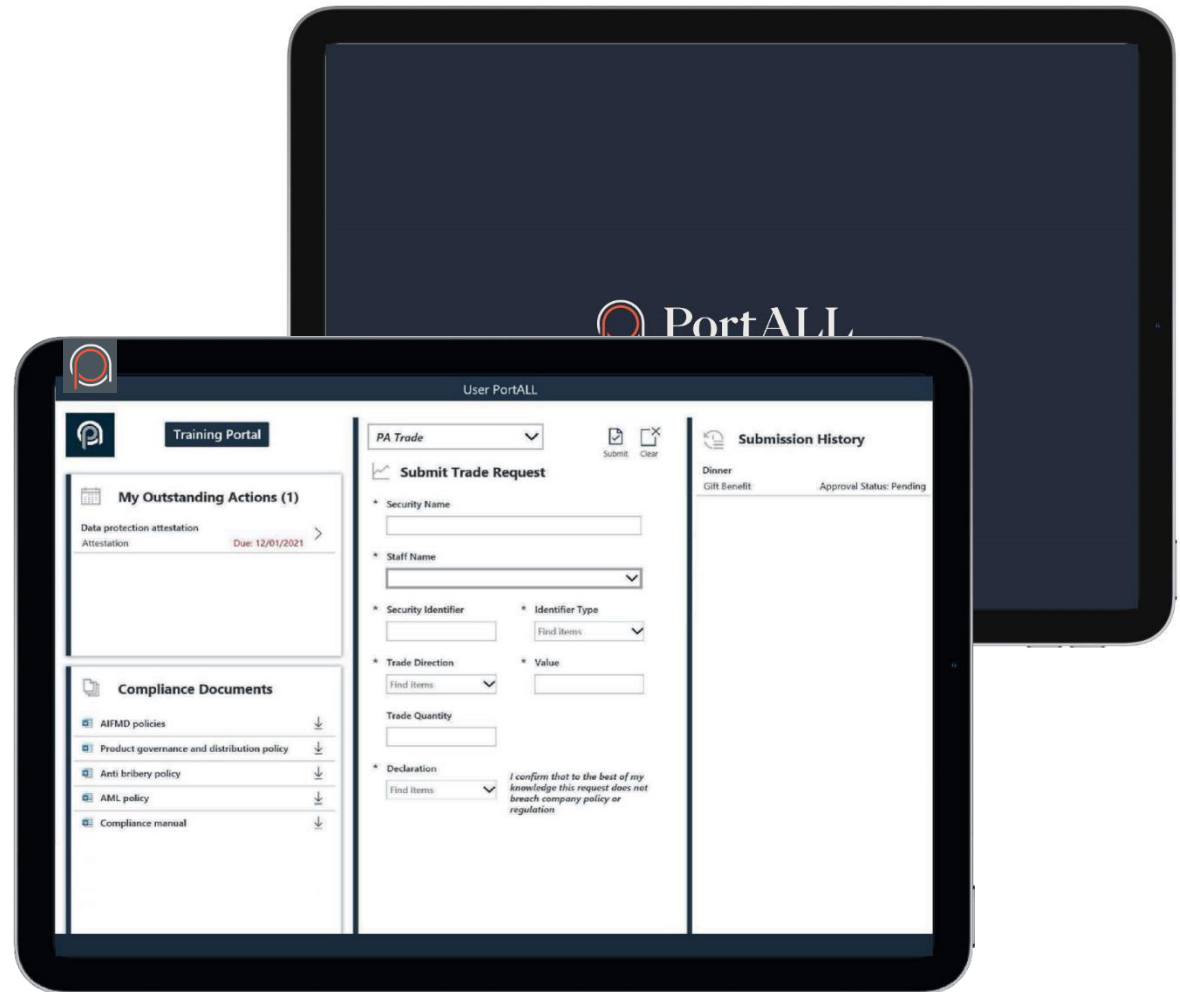 PortALL
User PortALL
Training Portal
My Outstanding Actions (1)
Data protection attestation
Attestation Due: 12/01/2021
Compliance Documents
AIFMD policies
Product governance and distribution policy
Anti bribery policy
AML policy
Compliance manual
PA Trade
Submit Clear
Submit Trade Request
* Security Name
* Staff Name
* Security Identifier * Identifier Type
Find items
* Trade Direction * Value
Find items
Trade Quantity
* Declaration
Find items
I confirm that to the best of my
knowledge this request does not
breach company policy or
regulation
Submission History
Dinner
Gift Benefit Approval Status: Pending